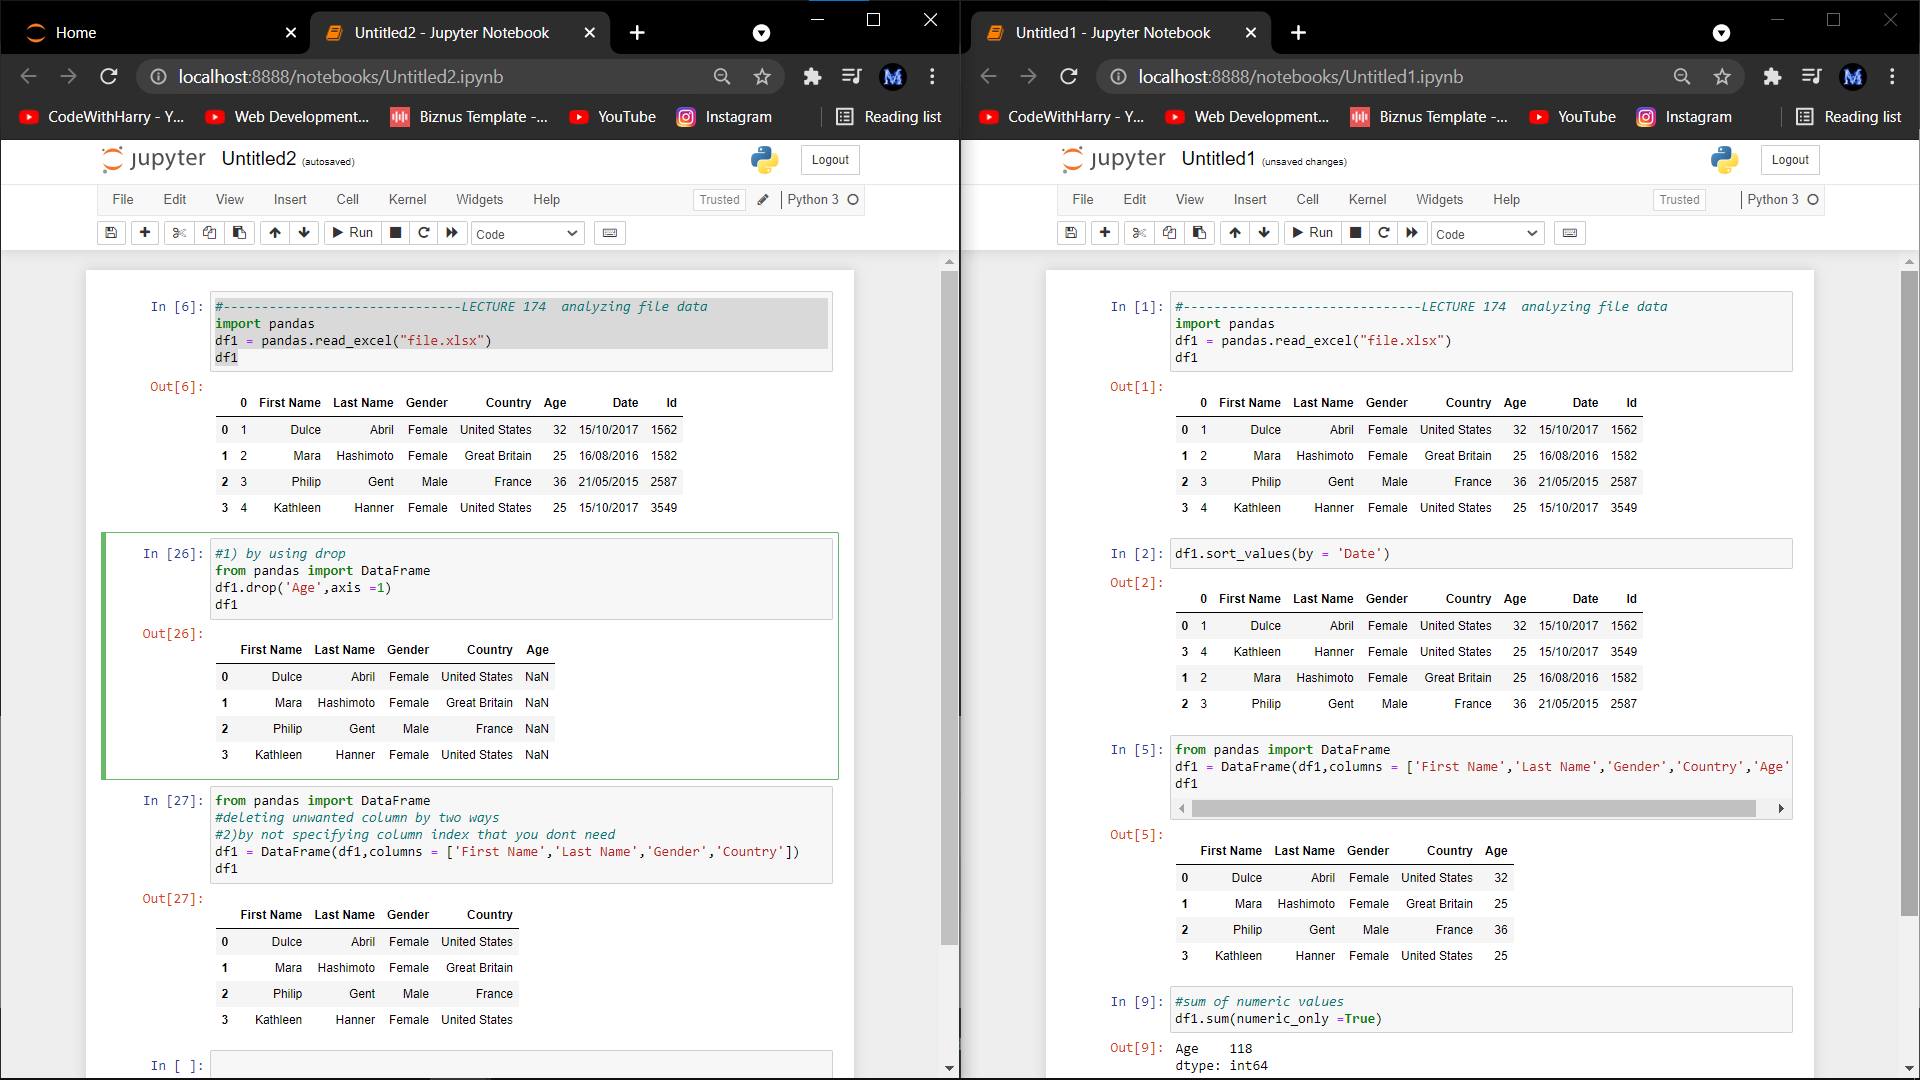 Home
Untitled2 - Jupyter Notebook
localhost:8888/notebooks/Untitled2.ipynb
CodeWithHarry - Y...
Web Development...
Biznus Template -...
YouTube
Instagram
Reading list
jupyter Untitled2 (autosaved)
Logout
File Edit View Insert Cell Kernel Widgets Help
Trusted
Python 3
Run
Code
In [6]:
#-------------------------------LECTURE 174  analyzing file data
import pandas
df1 = pandas.read_excel("file.xlsx")
df1
Out[6]:
0 First Name Last Name Gender Country Age Date Id
0 1 Dulce Abril Female United States 32 15/10/2017 1562
1 2 Mara Hashimoto Female Great Britain 25 16/08/2016 1582
2 3 Philip Gent Male France 36 21/05/2015 2587
3 4 Kathleen Hanner Female United States 25 15/10/2017 3549
In [26]:
#1) by using drop
from pandas import DataFrame
df1.drop('Age',axis =1)
df1
Out[26]:
First Name Last Name Gender Country Age
0 Dulce Abril Female United States NaN
1 Mara Hashimoto Female Great Britain NaN
2 Philip Gent Male France NaN
3 Kathleen Hanner Female United States NaN
In [27]:
from pandas import DataFrame
#deleting unwanted column by two ways
#2)by not specifying column index that you dont need
df1 = DataFrame(df1,columns = ['First Name','Last Name','Gender','Country'])
df1
Out[27]:
First Name Last Name Gender Country
0 Dulce Abril Female United States
1 Mara Hashimoto Female Great Britain
2 Philip Gent Male France
3 Kathleen Hanner Female United States
In [ ]:
Untitled1 - Jupyter Notebook
localhost:8888/notebooks/Untitled1.ipynb
CodeWithHarry - Y...
Web Development...
Biznus Template -...
YouTube
Instagram
Reading list
jupyter Untitled1 (unsaved changes)
Logout
File Edit View Insert Cell Kernel Widgets Help
Trusted
Python 3
Run
Code
In [1]:
#-------------------------------LECTURE 174  analyzing file data
import pandas
df1 = pandas.read_excel("file.xlsx")
df1
Out[1]:
0 First Name Last Name Gender Country Age Date Id
0 1 Dulce Abril Female United States 32 15/10/2017 1562
1 2 Mara Hashimoto Female Great Britain 25 16/08/2016 1582
2 3 Philip Gent Male France 36 21/05/2015 2587
3 4 Kathleen Hanner Female United States 25 15/10/2017 3549
In [2]:
df1.sort_values(by = 'Date')
Out[2]:
0 First Name Last Name Gender Country Age Date Id
0 1 Dulce Abril Female United States 32 15/10/2017 1562
3 4 Kathleen Hanner Female United States 25 15/10/2017 3549
1 2 Mara Hashimoto Female Great Britain 25 16/08/2016 1582
2 3 Philip Gent Male France 36 21/05/2015 2587
In [5]:
from pandas import DataFrame
df1 = DataFrame(df1,columns = ['First Name','Last Name','Gender','Country','Age'
df1
Out[5]:
First Name Last Name Gender Country Age
0 Dulce Abril Female United States 32
1 Mara Hashimoto Female Great Britain 25
2 Philip Gent Male France 36
3 Kathleen Hanner Female United States 25
In [9]:
#sum of numeric values
df1.sum(numeric_only =True)
Out[9]:
Age    118
dtype: int64